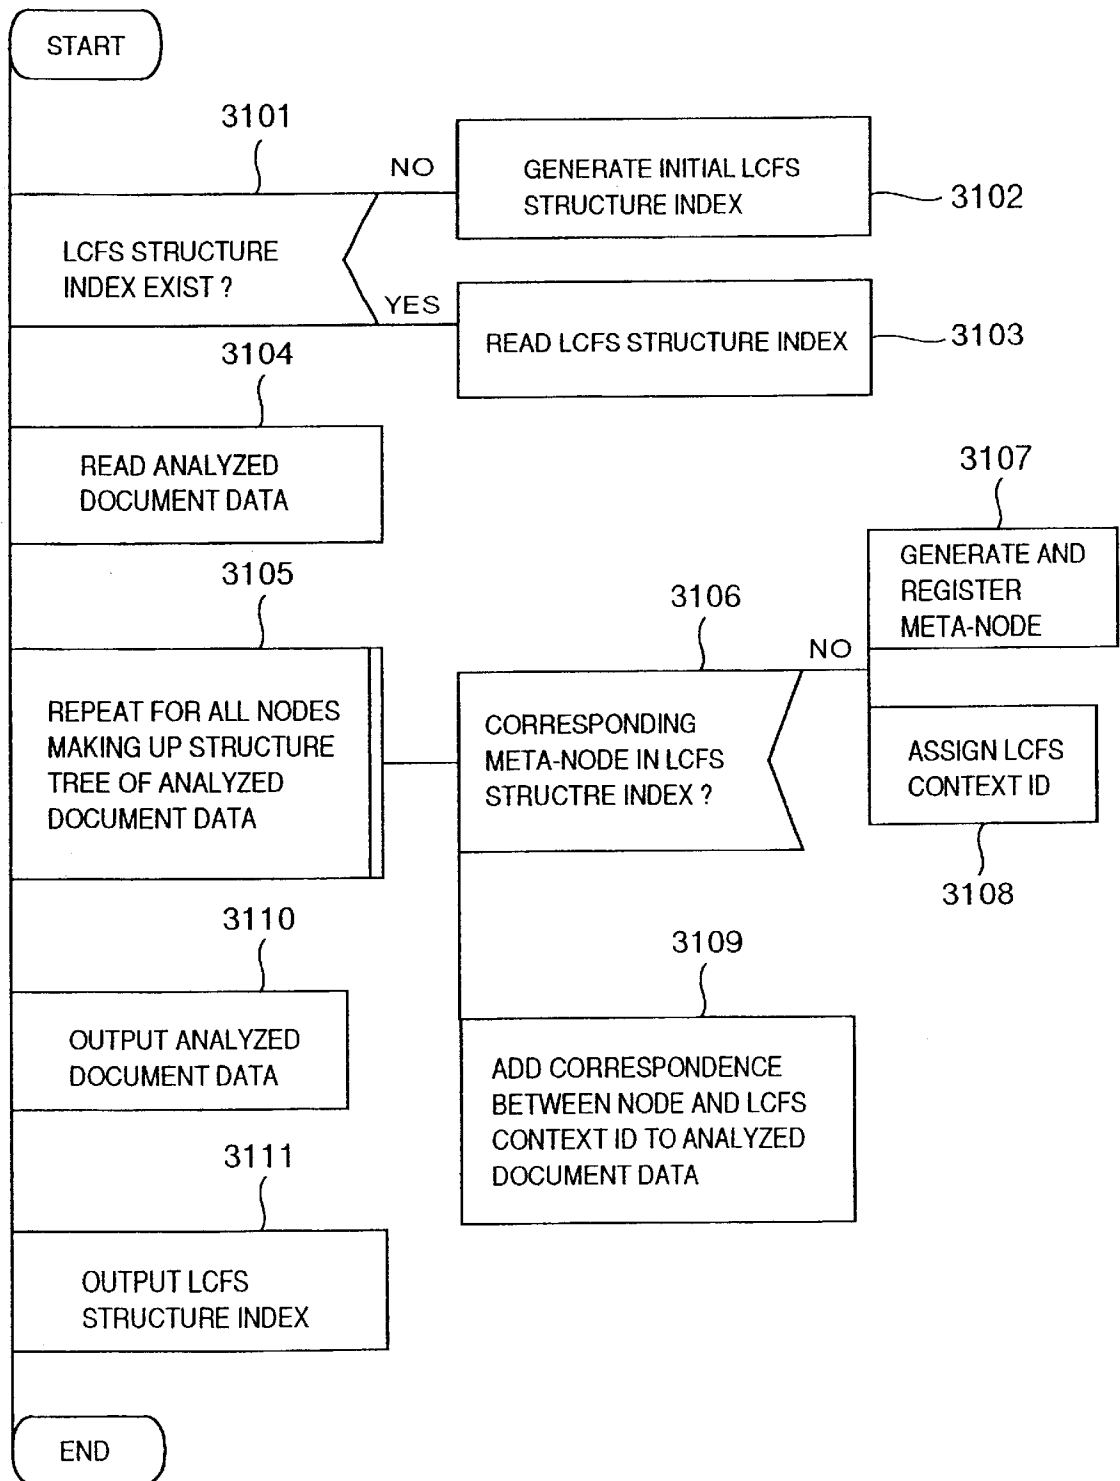 START
3101
NO
GENERATE INITIAL LCFS
STRUCTURE INDEX
3102
LCFS STRUCTURE
INDEX EXIST ?
YES
READ LCFS STRUCTURE INDEX
3103
3104
READ ANALYZED
DOCUMENT DATA
3107
GENERATE AND
REGISTER
META-NODE
3105
3106
NO
REPEAT FOR ALL NODES
MAKING UP STRUCTURE
TREE OF ANALYZED
DOCUMENT DATA
CORRESPONDING
META-NODE IN LCFS
STRUCTRE INDEX ?
ASSIGN LCFS
CONTEXT ID
3108
3110
3109
OUTPUT ANALYZED
DOCUMENT DATA
ADD CORRESPONDENCE
BETWEEN NODE AND LCFS
CONTEXT ID TO ANALYZED
DOCUMENT DATA
3111
OUTPUT LCFS
STRUCTURE INDEX
END